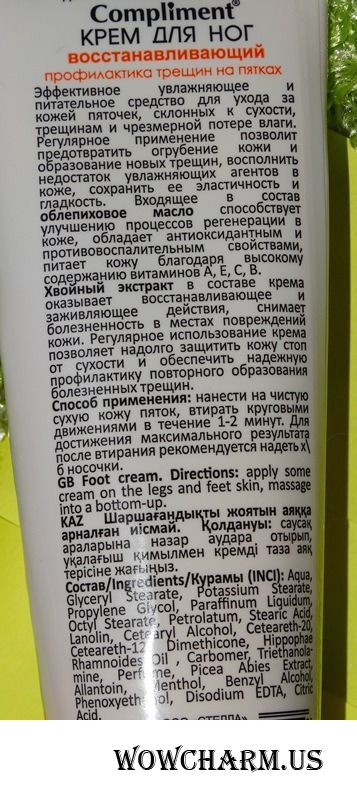 Compliment®
КРЕМ ДЛЯ НОГ
восстанавливающий
профилактика трещин на пятках
Эффективное увлажняющее и
питательное средство для ухода за
кожей пяточек, склонных к сухости,
трещинам и чрезмерной потере влаги.
Регулярное применение позволит
предотвратить огрубение кожи и
образование новых трещин, восполнить
недостаток увлажняющих агентов в
коже, сохранить ее эластичность и
гладкость. Входящее в состав
облепиховое масло способствует
улучшению процессов регенерации в
коже, обладает антиоксидантным и
противовоспалительным свойствами,
питает кожу благодаря высокому
содержанию витаминов А, Е, С, В.
Хвойный экстракт в составе крема
оказывает восстанавливающее и
заживляющее действия, снимает
болезненность в местах повреждений
кожи. Регулярное использование крема
позволяет надолго защитить кожу стоп
от сухости и обеспечить надежную
профилактику повторного образования
болезненных трещин.
Способ применения: нанести на чистую
сухую кожу пяток, втирать круговыми
движениями в течение 1-2 минут. Для
достижения максимального результата
после втирания рекомендуется надеть х\
б носочки.
GB Foot cream. Directions: apply some
cream on the legs and feet skin, massage
into a bottom-up.
KAZ Шаршағандықты жоятын аяққа
арналған иісмай. Қолдануы: саусақ
араларына назар аудара отырып,
уқалағыш қимылмен кремді таза аяқ
терісіне жағыңыз.
Состав/Ingredients/Курамы (INCI): Aqua,
Glyceryl Stearate, Potassium Stearate,
Propylene Glycol, Paraffinum Liquidum,
Octyl Stearate, Petrolatum, Stearic Acid,
Lanolin, Cetearyl Alcohol, Ceteareth-20,
Ceteareth-12, Dimethicone, Hippophae
Rhamnoides Oil , Carbomer, Triethanola-
mine, Perfume, Picea Abies Extract,
Allantoin, Menthol, Benzyl Alcohol,
Phenoxyethanol, Disodium EDTA, Citric
Acid.
ООО "СТЕЛЛА"
WOWCHARM.US